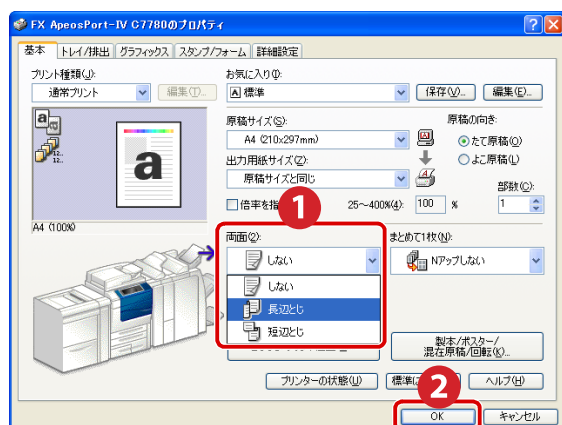 FX ApeosPort-IV C7780のプロパティ
基本 トレイ/排出 グラフィックス スタンプ/フォーム 詳細設定
プリント種類(J):
通常プリント 編集(T)...
お気に入り(I):
標準 保存(V)... 編集(E)...
原稿サイズ(S):
A4 (210x297mm)
原稿の向き:
たて原稿(O)
よこ原稿(L)
出力用紙サイズ(Z):
原稿サイズと同じ
部数(C):
倍率を指 25～400%(4): 100 % 1
A4 (100%)
1
両面(2):
しない
しない
長辺とじ
短辺とじ
まとめて1枚(N):
Nアップしない
製本/ポスター/
混在原稿/回転(K)...
プリンターの状態(U) 標準 ヘルプ(H)
2
OK キャンセル